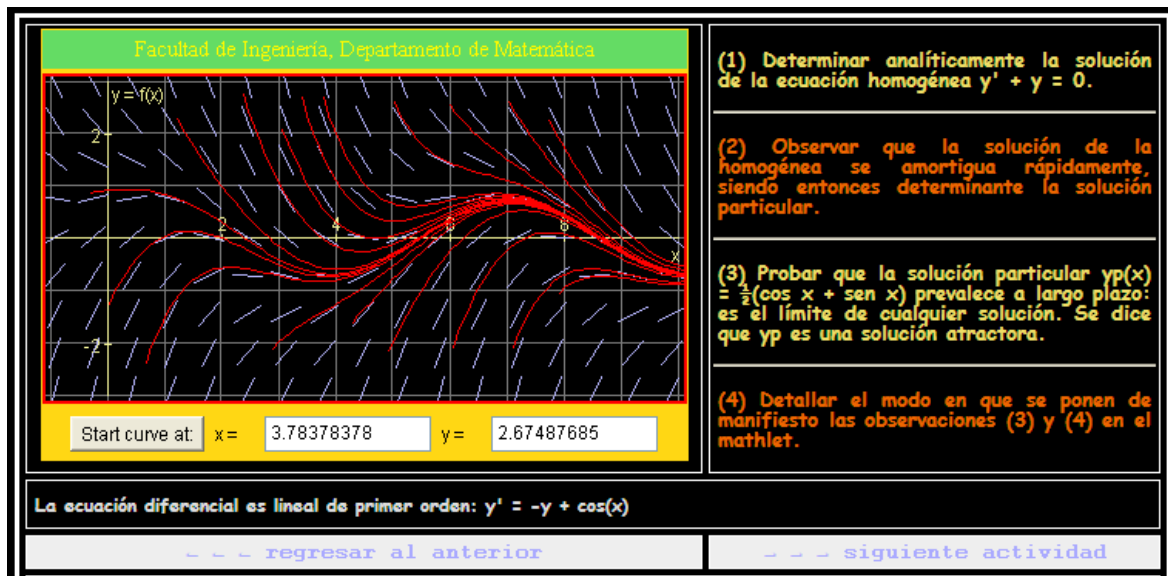 Facultad de Ingeniería, Departamento de Matemática
y = f(x)
2
2
4
6
8
x
-2
Start curve at:
x =
3.78378378
y =
2.67487685
(1) Determinar analíticamente la solución
de la ecuación homogénea y' + y = 0.
(2) Observar que la solución de la
homogénea se amortigua rápidamente,
siendo entonces determinante la solución
particular.
(3) Probar que la solución particular yp(x)
= ½(cos x + sen x) prevalece a largo plazo:
es el límite de cualquier solución. Se dice
que yp es una solución atractora.
(4) Detallar el modo en que se ponen de
manifiesto las observaciones (3) y (4) en el
mathlet.
La ecuación diferencial es lineal de primer orden: y' = -y + cos(x)
regresar al anterior
siguiente actividad